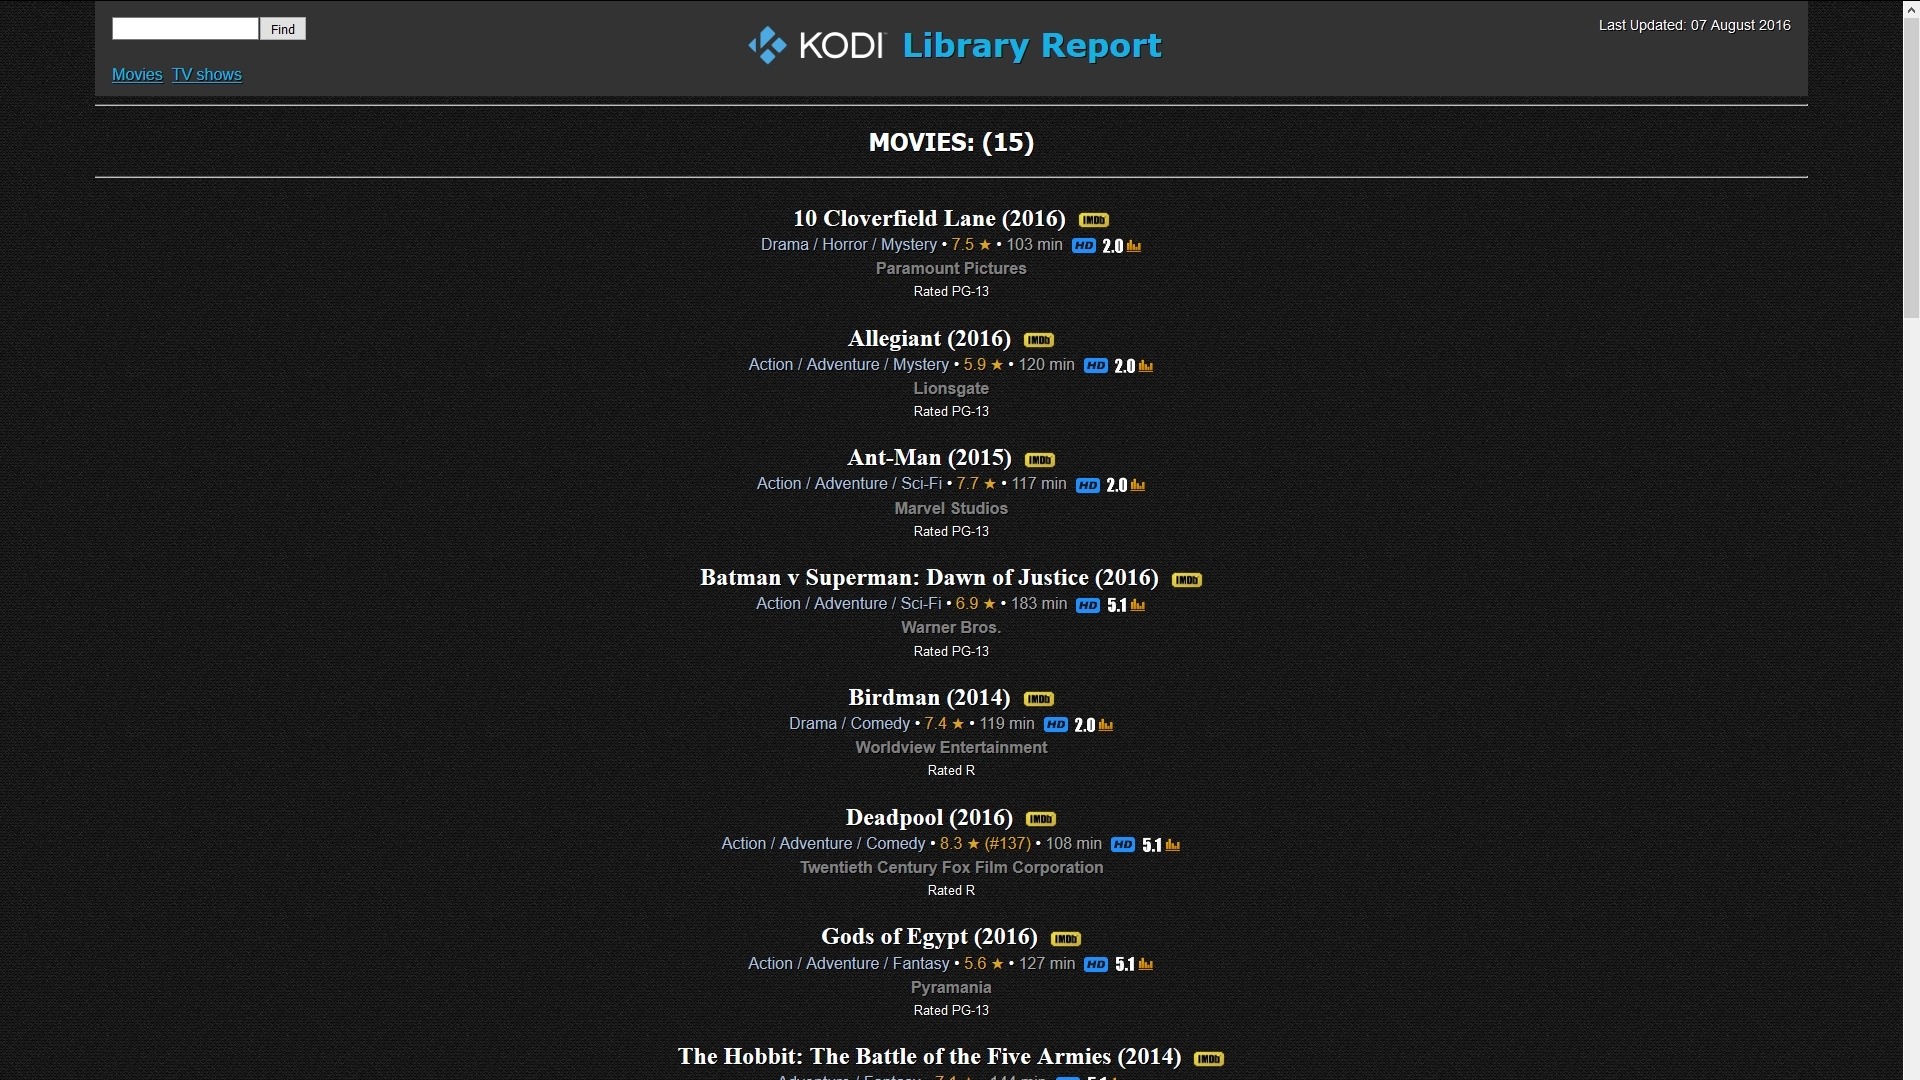 Find
KODI Library Report
Last Updated: 07 August 2016
Movies TV shows
MOVIES: (15)
10 Cloverfield Lane (2016) IMDb
Drama / Horror / Mystery • 7.5 ★ • 103 min HD 2.0
Paramount Pictures
Rated PG-13
Allegiant (2016) IMDb
Action / Adventure / Mystery • 5.9 ★ • 120 min HD 2.0
Lionsgate
Rated PG-13
Ant-Man (2015) IMDb
Action / Adventure / Sci-Fi • 7.7 ★ • 117 min HD 2.0
Marvel Studios
Rated PG-13
Batman v Superman: Dawn of Justice (2016) IMDb
Action / Adventure / Sci-Fi • 6.9 ★ • 183 min HD 5.1
Warner Bros.
Rated PG-13
Birdman (2014) IMDb
Drama / Comedy • 7.4 ★ • 119 min HD 2.0
Worldview Entertainment
Rated R
Deadpool (2016) IMDb
Action / Adventure / Comedy • 8.3 ★ (#137) • 108 min HD 5.1
Twentieth Century Fox Film Corporation
Rated R
Gods of Egypt (2016) IMDb
Action / Adventure / Fantasy • 5.6 ★ • 127 min HD 5.1
Pyramania
Rated PG-13
The Hobbit: The Battle of the Five Armies (2014) IMDb
Adventure / Fantasy